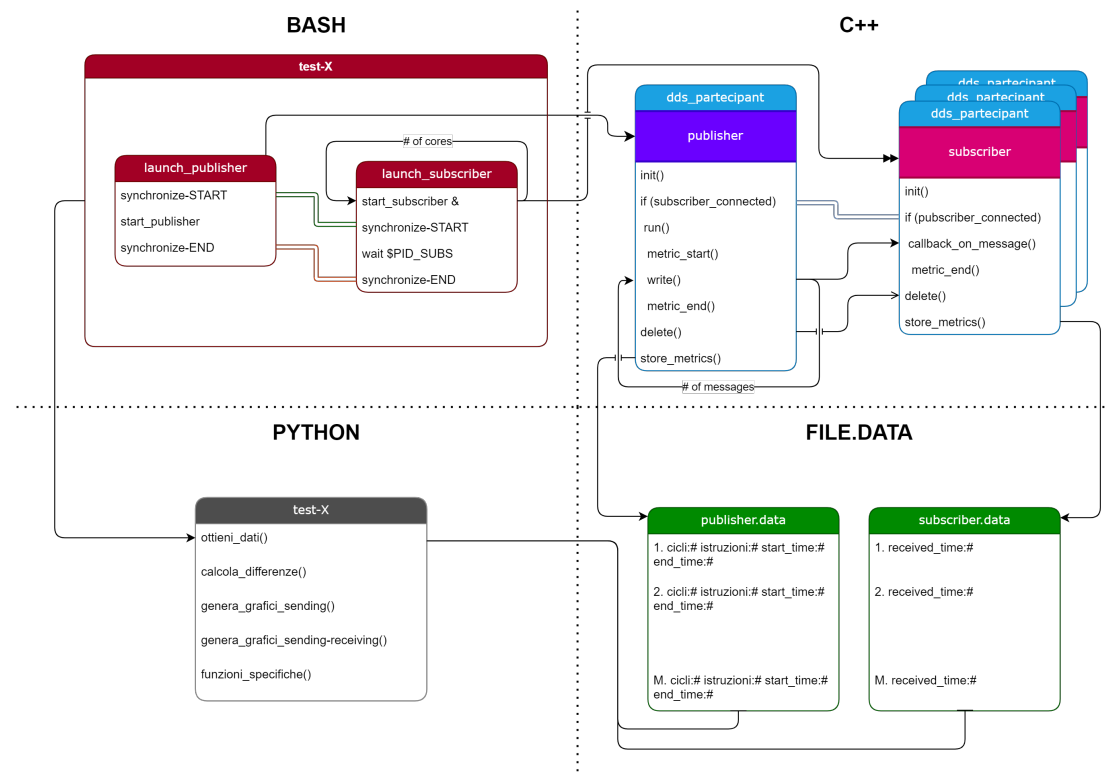 BASH
test-X
# of cores
launch_publisher
synchronize-START
start_publisher
synchronize-END
launch_subscriber
start_subscriber &
synchronize-START
wait $PID_SUBS
synchronize-END
C++
dds_partecipant
publisher
init()
if (subscriber_connected)
run()
metric_start()
write()
metric_end()
delete()
store_metrics()
# of messages
dds_partecipant
dds_partecipant
dds_partecipant
subscriber
init()
if (pubscriber_connected)
callback_on_message()
metric_end()
delete()
store_metrics()
PYTHON
test-X
ottieni_dati()
calcola_differenze()
genera_grafici_sending()
genera_grafici_sending-receiving()
funzioni_specifiche()
FILE.DATA
publisher.data
1. cicli:# istruzioni:# start_time:#
end_time:#
2. cicli:# istruzioni:# start_time:#
end_time:#
M. cicli:# istruzioni:# start_time:#
end_time:#
subscriber.data
1. received_time:#
2. received_time:#
M. received_time:#